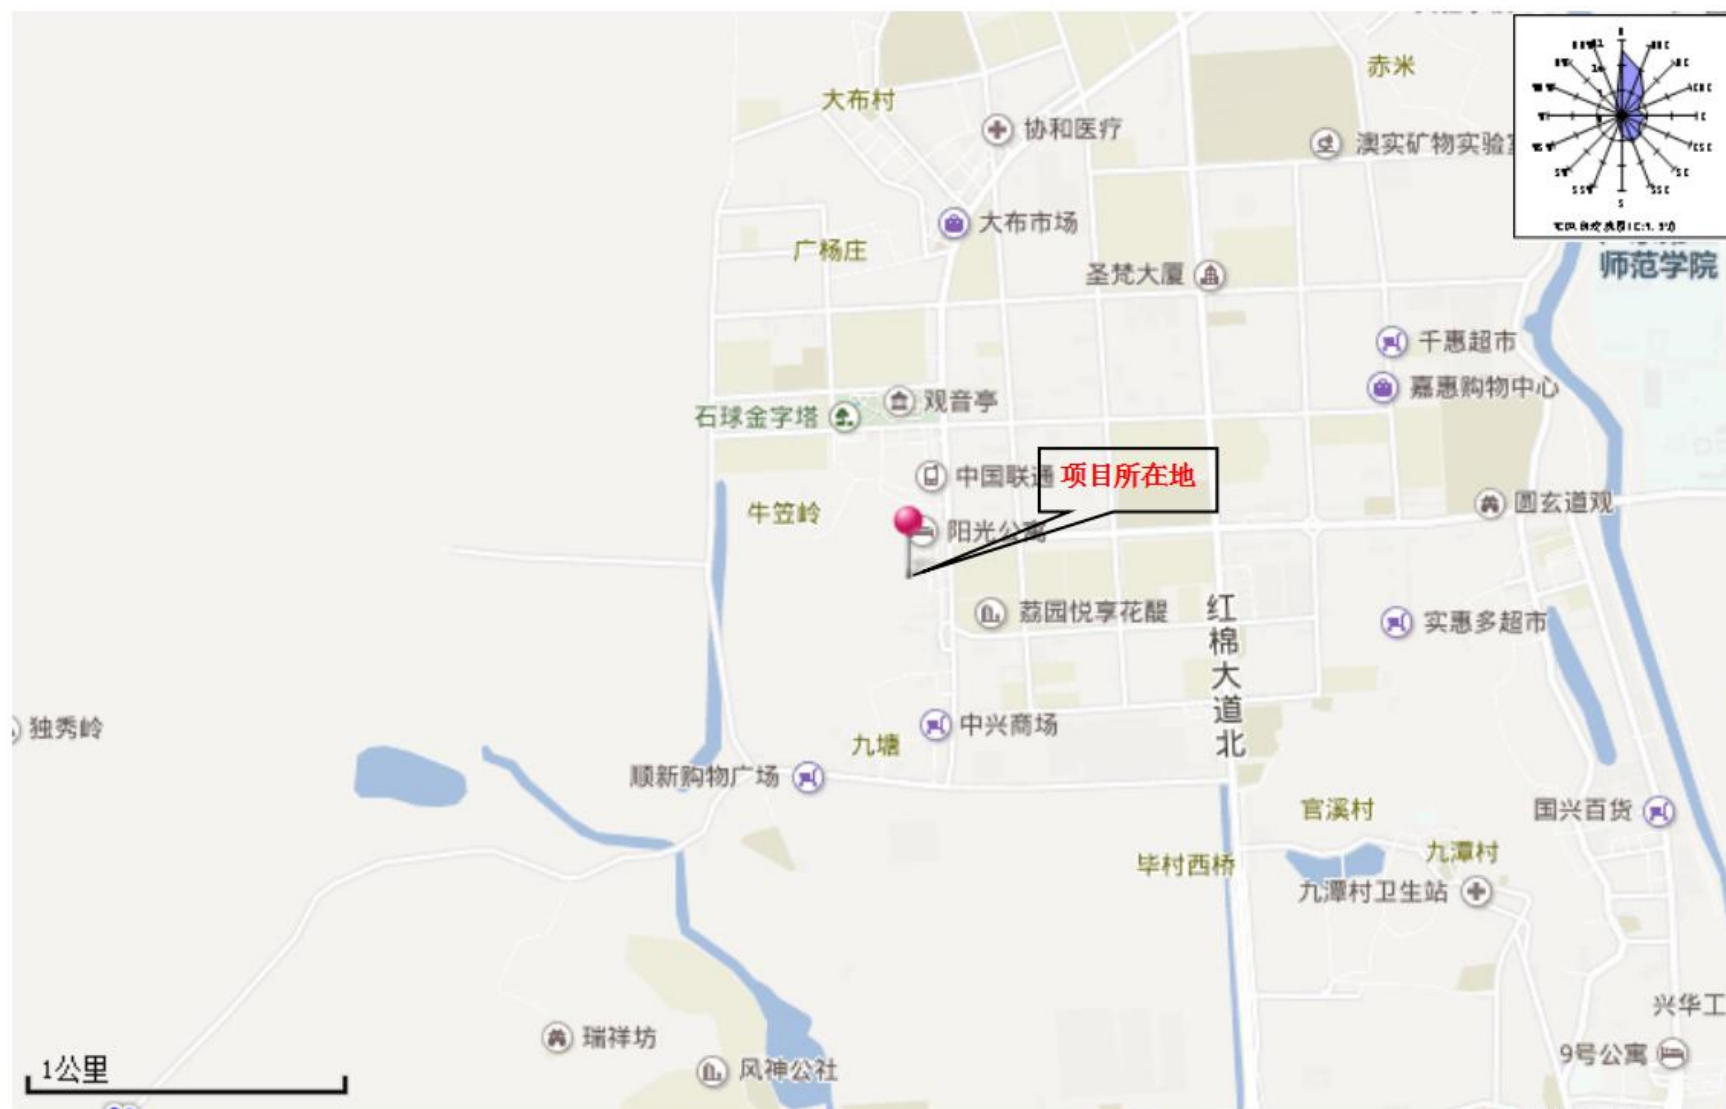 赤米
大布村
协和医疗
澳实矿物实验
大布市场
广杨庄
师范学院
圣梵大厦
千惠超市
嘉惠购物中心
观音亭
石球金字塔
中国联通
项目所在地
牛笠岭
圆玄道观
阳光公寓
荔园悦享花醍
红棉大道北
实惠多超市
独秀岭
中兴商场
九塘
顺新购物广场
官溪村
国兴百货
毕村西桥
九潭村
九潭村卫生站
兴华工
瑞祥坊
9号公寓
1公里
风神公社
N
S
SSW
SSE